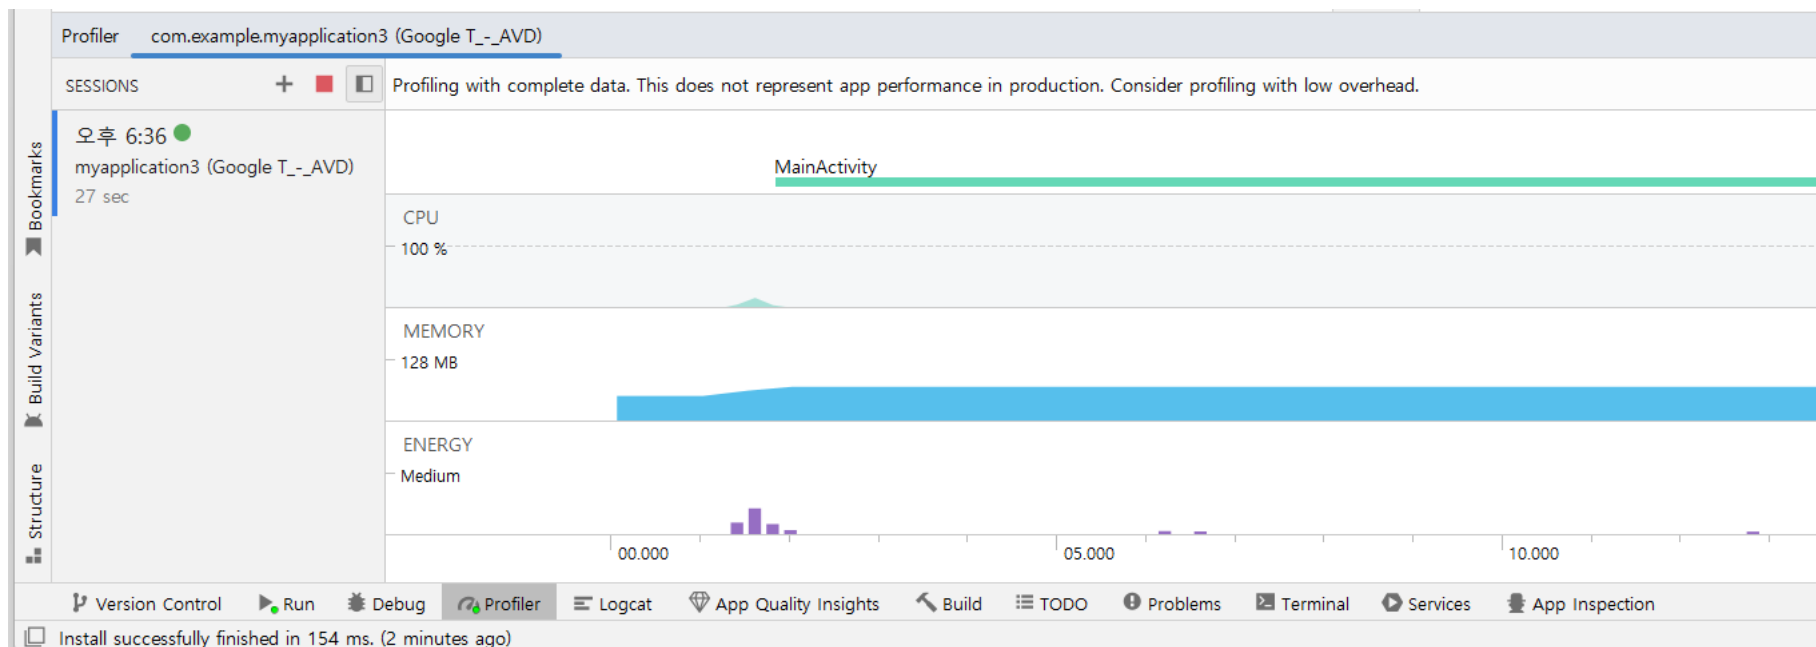 Profiler com.example.myapplication3 (Google T_-_AVD)
SESSIONS
Profiling with complete data. This does not represent app performance in production. Consider profiling with low overhead.
오후 6:36
myapplication3 (Google T_-_AVD)
27 sec
MainActivity
CPU
100 %
MEMORY
128 MB
ENERGY
Medium
00.000 05.000 10.000
Bookmarks
Build Variants
Structure
Version Control Run Debug Profiler Logcat App Quality Insights Build TODO Problems Terminal Services App Inspection
Install successfully finished in 154 ms. (2 minutes ago)